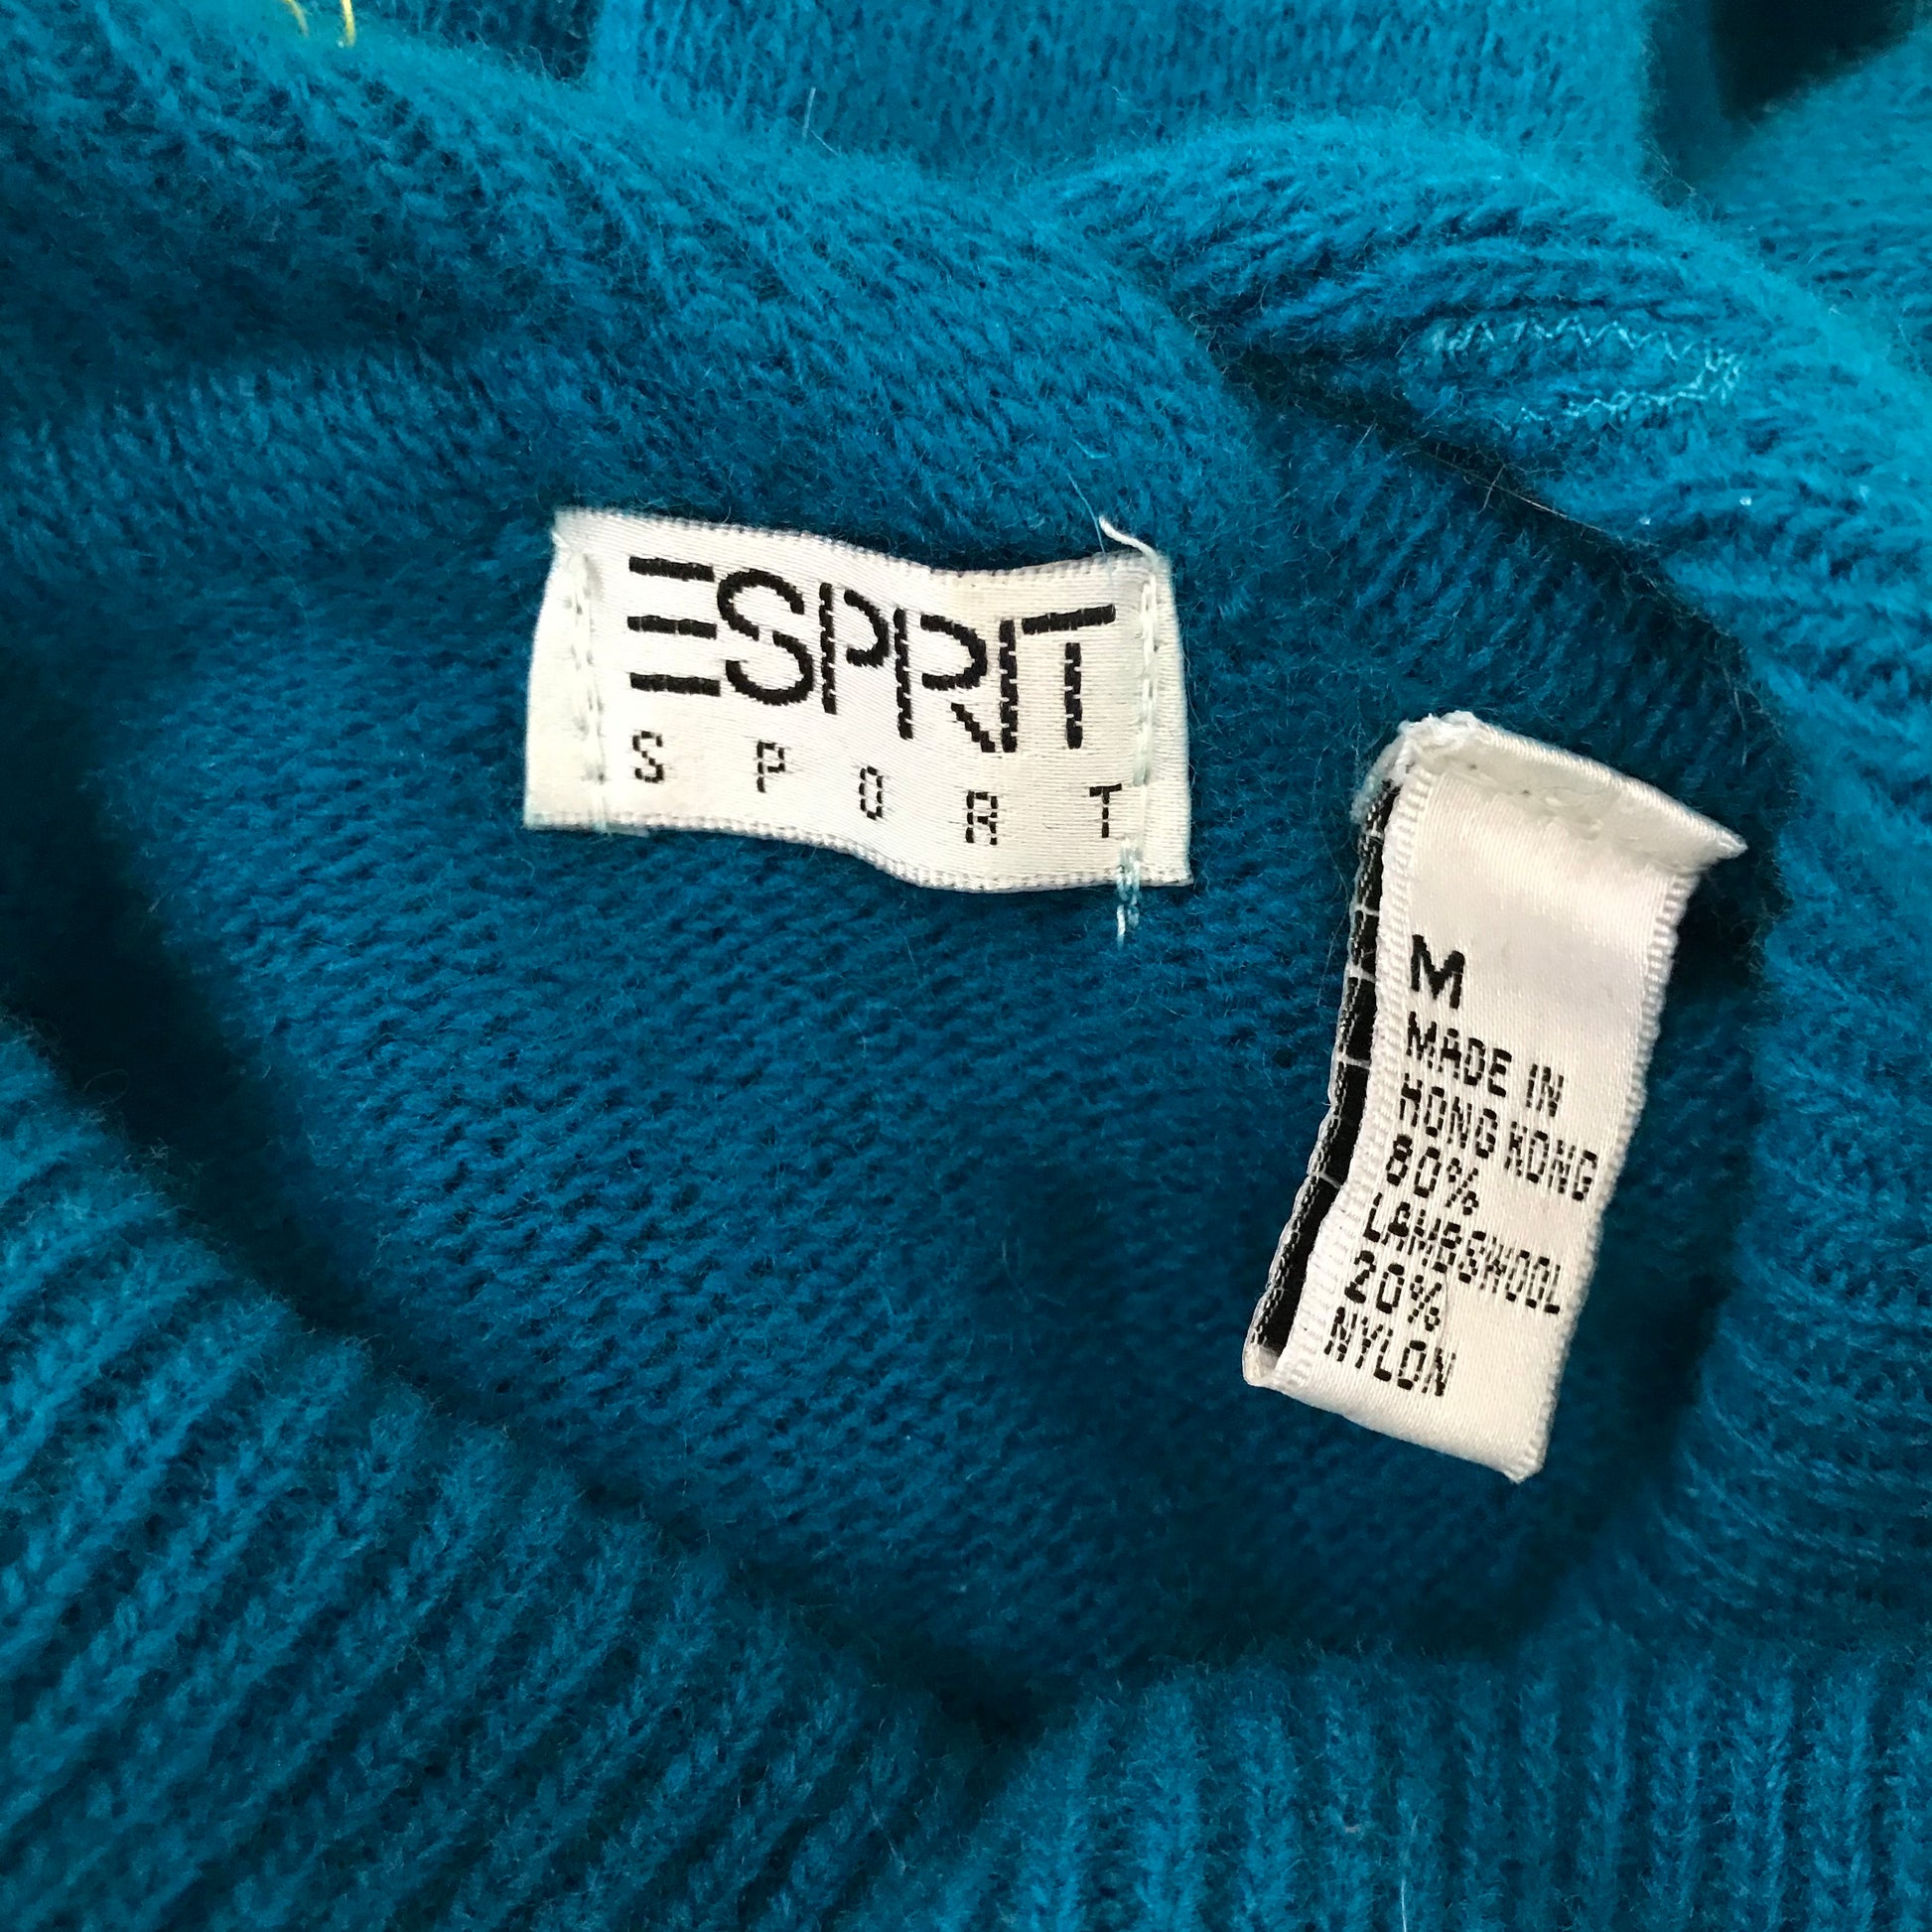 ESPRIT
SPORT
M
MADE IN
HONG KONG
80%
LAMBSWOOL
20%
NYLON